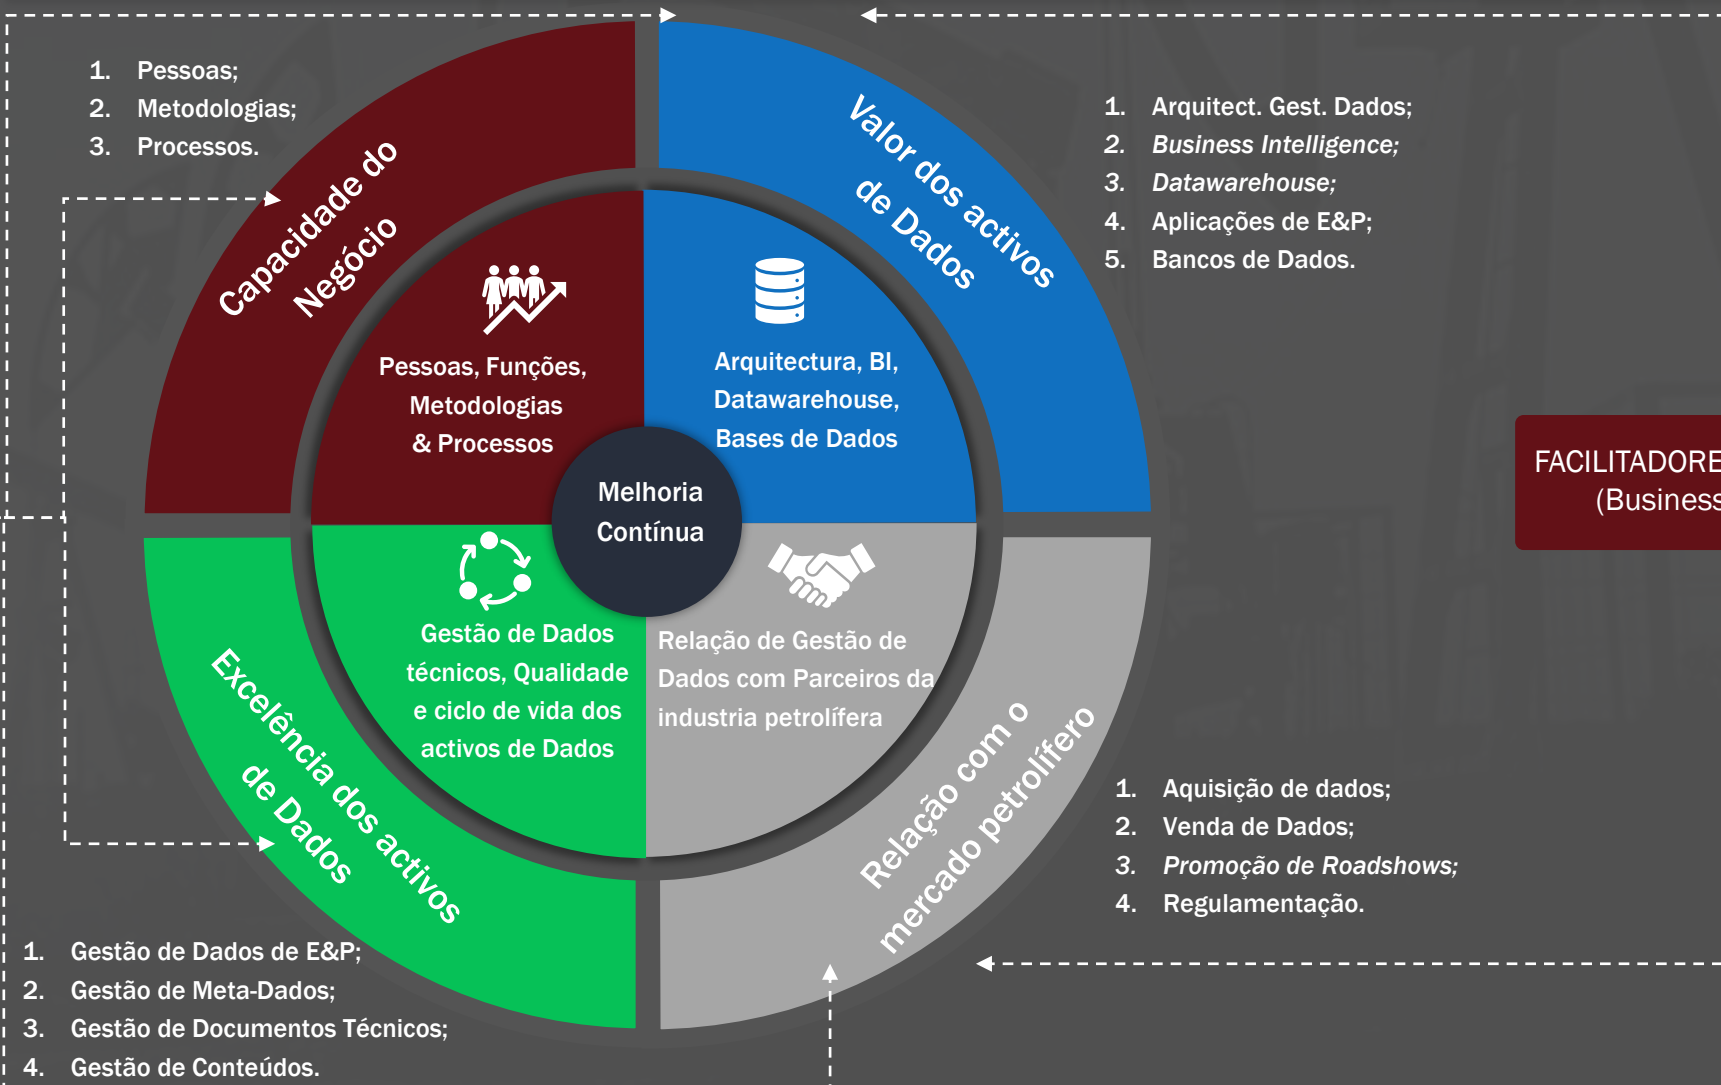 1. Pessoas;
2. Metodologias;
3. Processos.
Capacidade do
Negócio
Valor dos activos
de Dados
1. Arquitect. Gest. Dados;
2. Business Intelligence;
3. Datawarehouse;
4. Aplicações de E&P;
5. Bancos de Dados.
Pessoas, Funções,
Metodologias
& Processos
Arquitectura, BI,
Datawarehouse,
Bases de Dados
Melhoria
Contínua
FACILITADORE
(Business
Gestão de Dados
técnicos, Qualidade
e ciclo de vida dos
activos de Dados
Relação de Gestão de
Dados com Parceiros da
industria petrolífera
Excelência dos activos
de Dados
Relação com o
mercado petrolífero
1. Aquisição de dados;
2. Venda de Dados;
3. Promoção de Roadshows;
4. Regulamentação.
1. Gestão de Dados de E&P;
2. Gestão de Meta-Dados;
3. Gestão de Documentos Técnicos;
4. Gestão de Conteúdos.